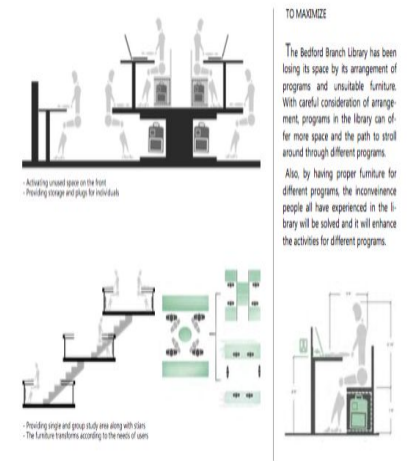 TO MAXIMIZE
The Bedford Branch Library has been
losing its space by its arrangement of
programs and unsuitable furniture.
With careful consideration of arrange-
ment, programs in the library can of-
fer more space and the path to stroll
around through different programs.
Also, by having proper furniture for
different programs, the inconveinence
people all have experienced in the li-
brary will be solved and it will enhance
the activities for different programs.
- Activating unused space on the front
- Providing storage and plugs for individuals
- Providing single and group study area along with stairs
- The furniture transforms according to the needs of users